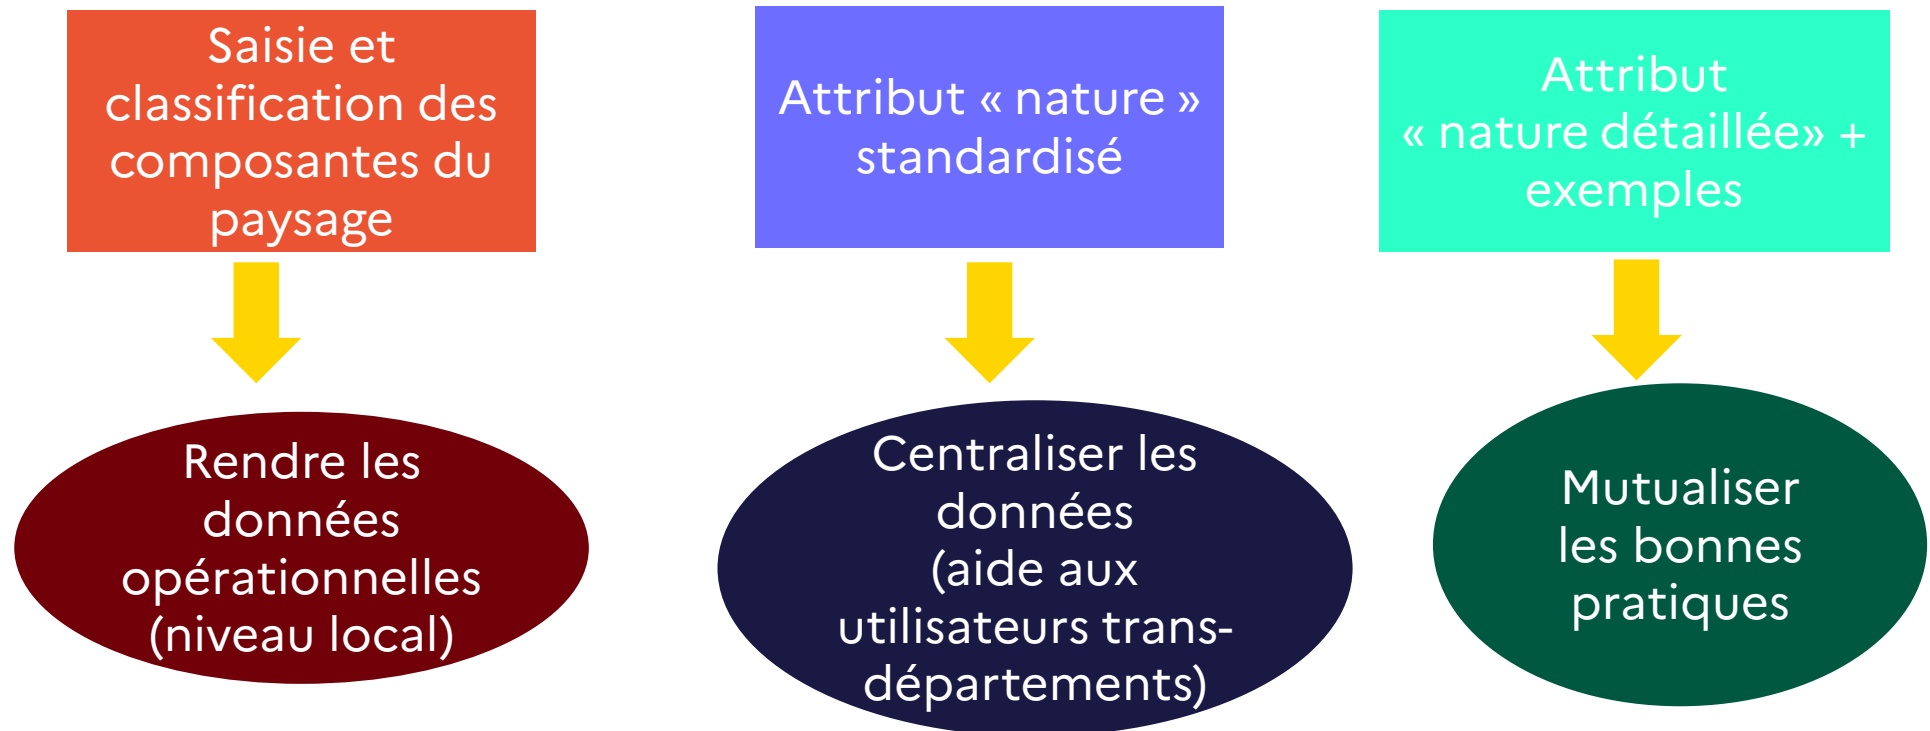 Saisie et
classification des
composantes du
paysage
Attribut « nature »
standardisé
Attribut
« nature détaillée» +
exemples
Rendre les
données
opérationnelles
(niveau local)
Centraliser les
données
(aide aux
utilisateurs trans-
départements)
Mutualiser
les bonnes
pratiques